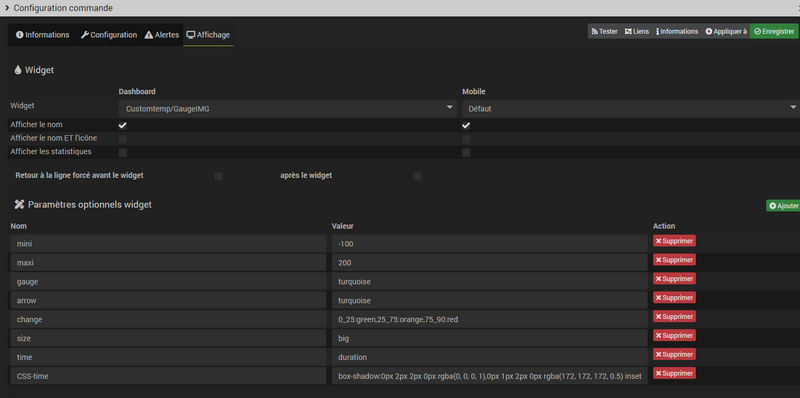 Configuration commande
Informations Configuration Alertes Affichage Tester Liens Informations Appliquer à Enregistrer
Widget
Dashboard Mobile
Widget Customtemp/GaugeIMG Défaut
Afficher le nom
Afficher le nom ET l'icône
Afficher les statistiques
Retour à la ligne forcé avant le widget après le widget
Paramètres optionnels widget Ajouter
Nom Valeur Action
mini -100 Supprimer
maxi 200 Supprimer
gauge turquoise Supprimer
arrow turquoise Supprimer
change 0_25:green,25_75:orange,75_90:red Supprimer
size big Supprimer
time duration Supprimer
CSS-time box-shadow:0px 2px 2px 0px rgba(0, 0, 0, 1),0px 1px 2px 0px rgba(172, 172, 172, 0.5) inset Supprimer